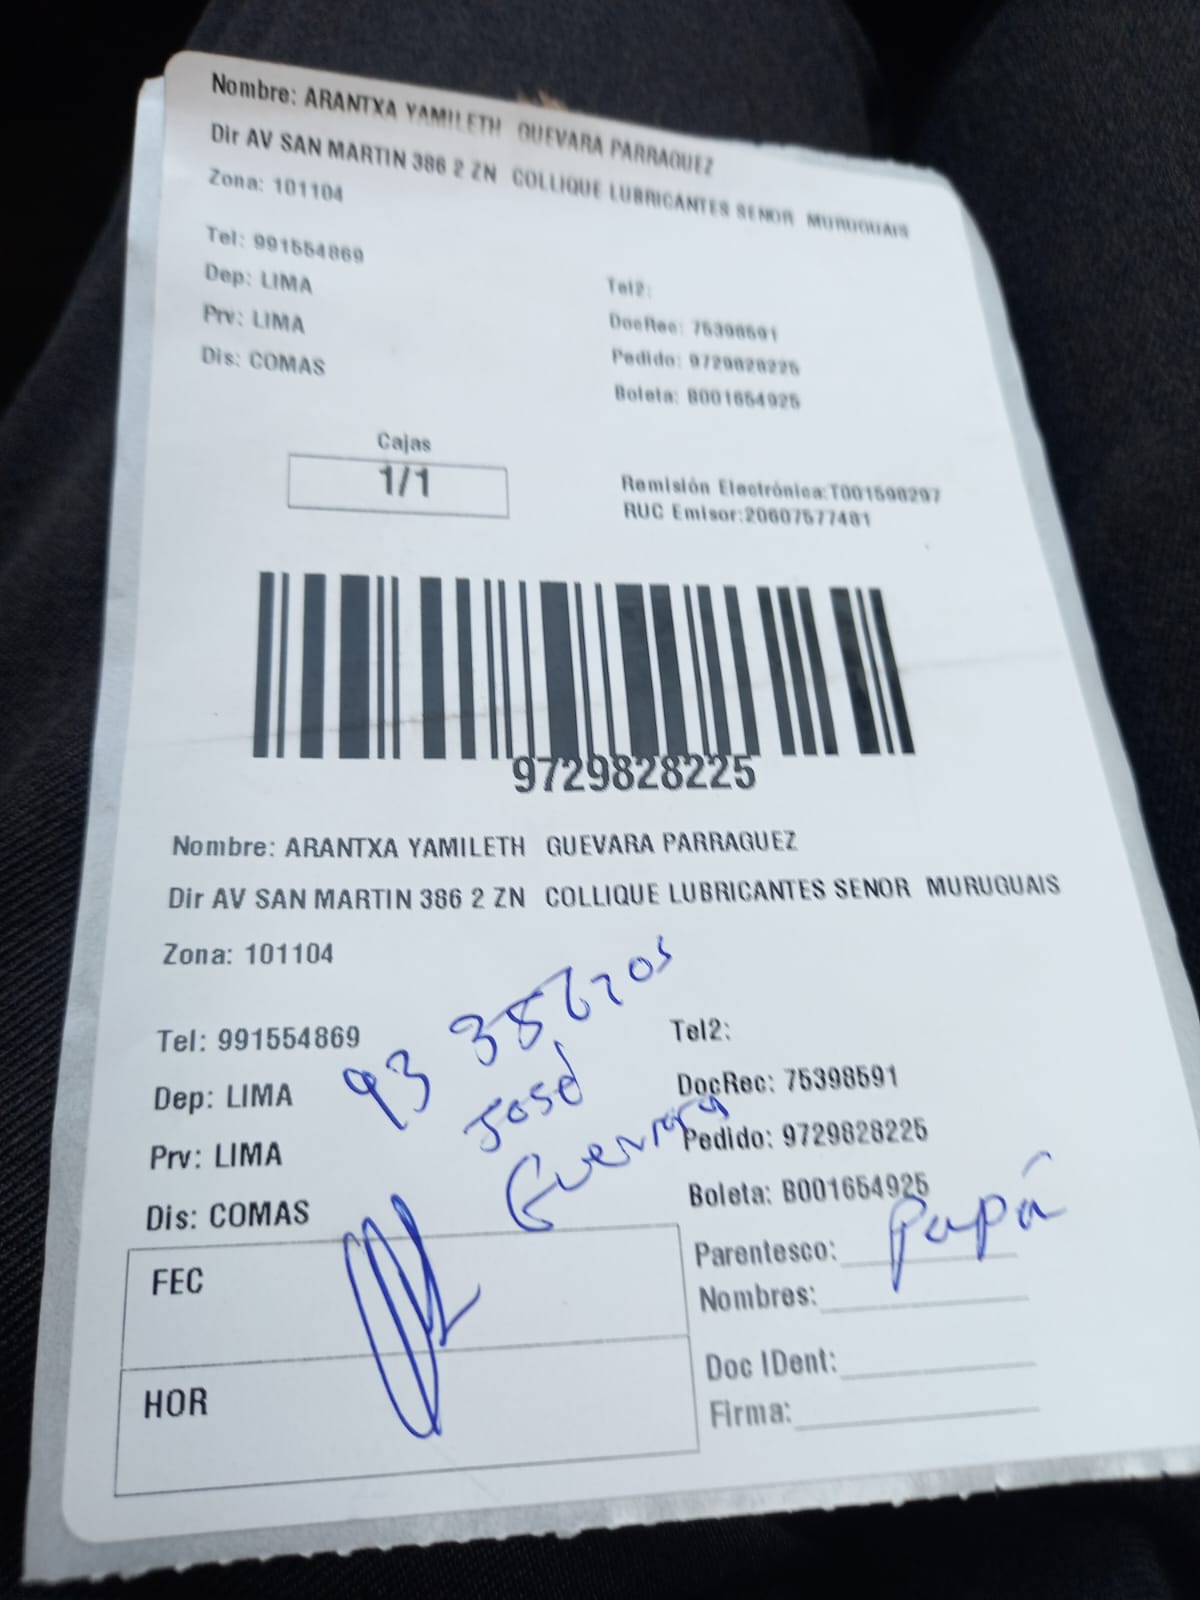 Nombre: ARANTXA YAMILETH GUEVARA PARRAGUEZ
Dir AV SAN MARTIN 386 2 ZN COLLIQUE LUBRICANTES SENOR MURUGUAIS
Zona: 101104
Tel: 991554869
Dep: LIMA
Prv: LIMA
Dis: COMAS
Tel2:
DocRec: 75398591
Pedido: 9729828225
Boleta: B001654925
Cajas
1/1
Remisión Electrónica:T001598297
RUC Emisor:20607577481
9729828225
Nombre: ARANTXA YAMILETH GUEVARA PARRAGUEZ
Dir AV SAN MARTIN 386 2 ZN COLLIQUE LUBRICANTES SENOR MURUGUAIS
Zona: 101104
Tel: 991554869
Dep: LIMA
Prv: LIMA
Dis: COMAS
José
Guevara
Tel2:
DocRec: 75398591
Pedido: 9729828225
Boleta: B001654925
Parentesco: Papá
Nombres:
Doc IDent:
Firma:
FEC
HOR